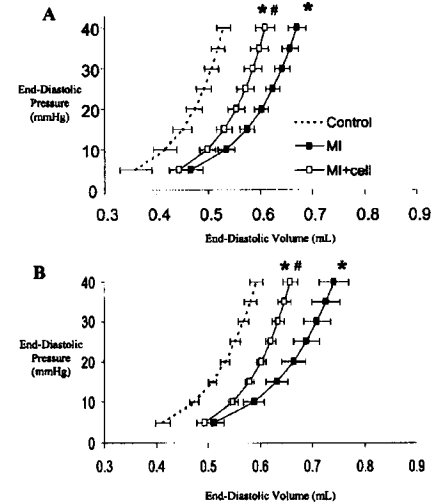 A
* # *
40
30
20
10
0
End-Diastolic
Pressure
(mmHg)
Control
MI
MI+cell
0.3 0.4 0.5 0.6 0.7 0.8 0.9
End-Diastolic Volume (mL)
B
* # *
40
30
20
10
0
End-Diastolic
Pressure
(mmHg)
0.3 0.4 0.5 0.6 0.7 0.8 0.9
End-Diastolic Volume (mL)